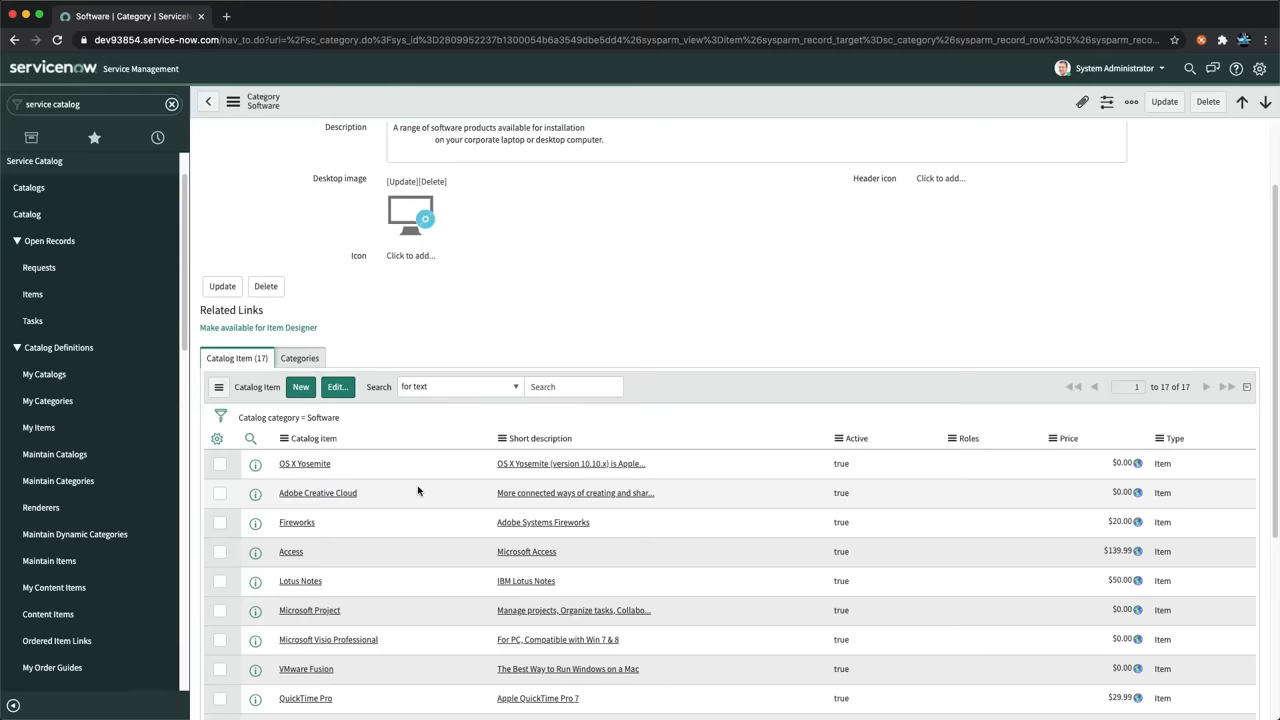 Software | Category | ServiceN
dev93854.service-now.com/nav_to.do?uri=%2Fsc_category.do%3Fsys_id%3D2809952237b1300054b6a3549dbe5dd4%26sysparm_view%3Ditem%26sysparm_record_target%3Dsc_category%26sysparm_record_row%3D5%26sysparm_reco...
servicenow Service Management
System Administrator
service catalog
Category
Software
Update
Delete
Service Catalog
Catalogs
Catalog
Open Records
Requests
Items
Tasks
Catalog Definitions
My Catalogs
My Categories
My Items
Maintain Catalogs
Maintain Categories
Renderers
Maintain Dynamic Categories
Maintain Items
My Content Items
Content Items
Ordered Item Links
My Order Guides
Description
A range of software products available for installation
on your corporate laptop or desktop computer.
Desktop image
[Update][Delete]
Header icon
Click to add...
Icon
Click to add...
Update
Delete
Related Links
Make available for Item Designer
Catalog Item (17)
Categories
Catalog Item New Edit... Search for text Search 1 to 17 of 17
Catalog category = Software
Catalog item Short description Active Roles Price Type
OS X Yosemite OS X Yosemite (version 10.10.x) is Apple... true $0.00 Item
Adobe Creative Cloud More connected ways of creating and shar... true $0.00 Item
Fireworks Adobe Systems Fireworks true $20.00 Item
Access Microsoft Access true $139.99 Item
Lotus Notes IBM Lotus Notes true $50.00 Item
Microsoft Project Manage projects, Organize tasks, Collabo... true $0.00 Item
Microsoft Visio Professional For PC, Compatible with Win 7 & 8 true $0.00 Item
VMware Fusion The Best Way to Run Windows on a Mac true $0.00 Item
QuickTime Pro Apple QuickTime Pro 7 true $29.99 Item